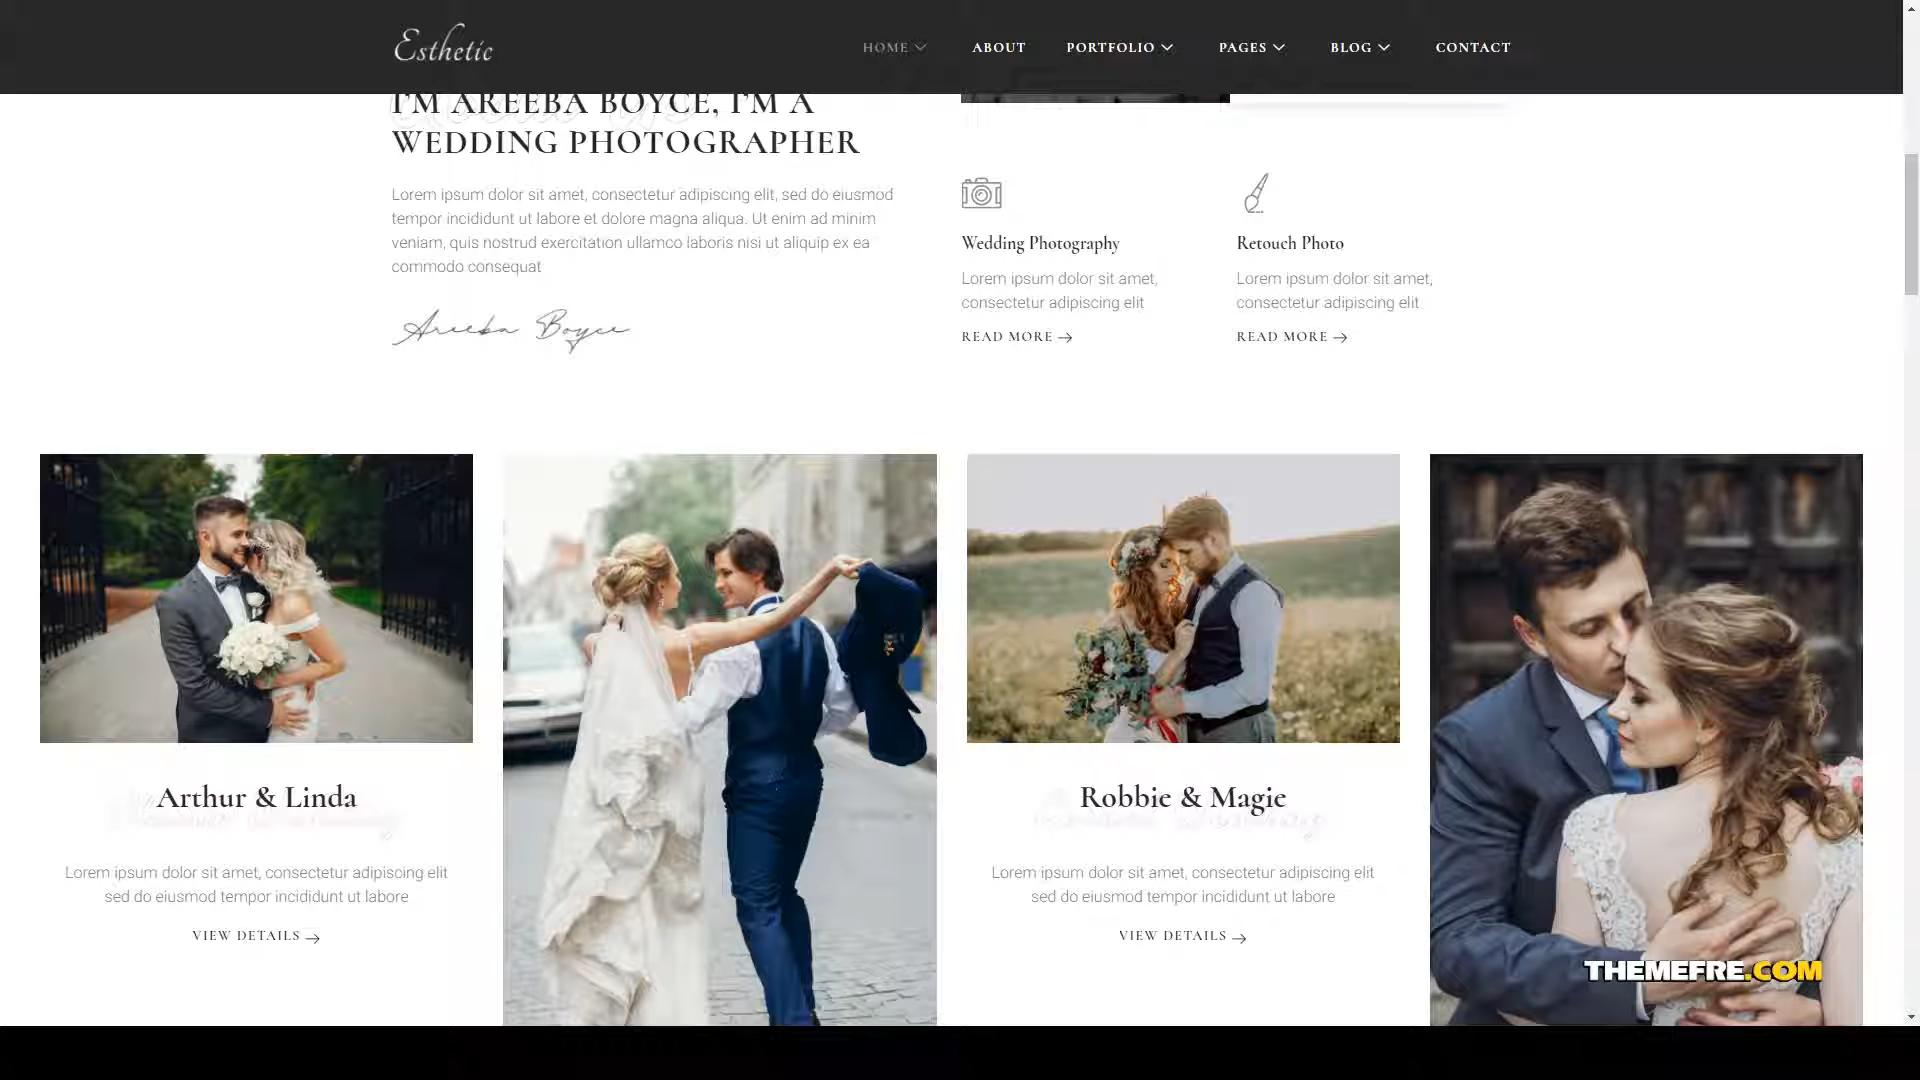 Esthetic
HOME
ABOUT
PORTFOLIO
PAGES
BLOG
CONTACT
I'M AREEBA BOYCE, I'M A
WEDDING PHOTOGRAPHER
Lorem ipsum dolor sit amet, consectetur adipiscing elit, sed do eiusmod
tempor incididunt ut labore et dolore magna aliqua. Ut enim ad minim
veniam, quis nostrud exercitation ullamco laboris nisi ut aliquip ex ea
commodo consequat
Areeba Boyce
Wedding Photography
Lorem ipsum dolor sit amet,
consectetur adipiscing elit
READ MORE →
Retouch Photo
Lorem ipsum dolor sit amet,
consectetur adipiscing elit
READ MORE →
Arthur & Linda
Lorem ipsum dolor sit amet, consectetur adipiscing elit
sed do eiusmod tempor incididunt ut labore
VIEW DETAILS →
Robbie & Magie
Lorem ipsum dolor sit amet, consectetur adipiscing elit
sed do eiusmod tempor incididunt ut labore
VIEW DETAILS →
THEMEFRE.COM